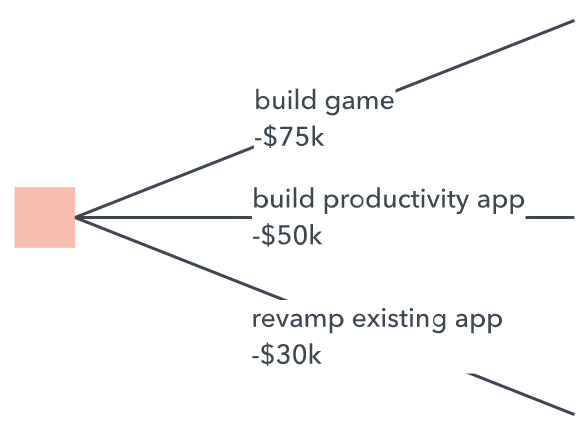 build game
-$75k
build productivity app
-$50k
revamp existing app
-$30k